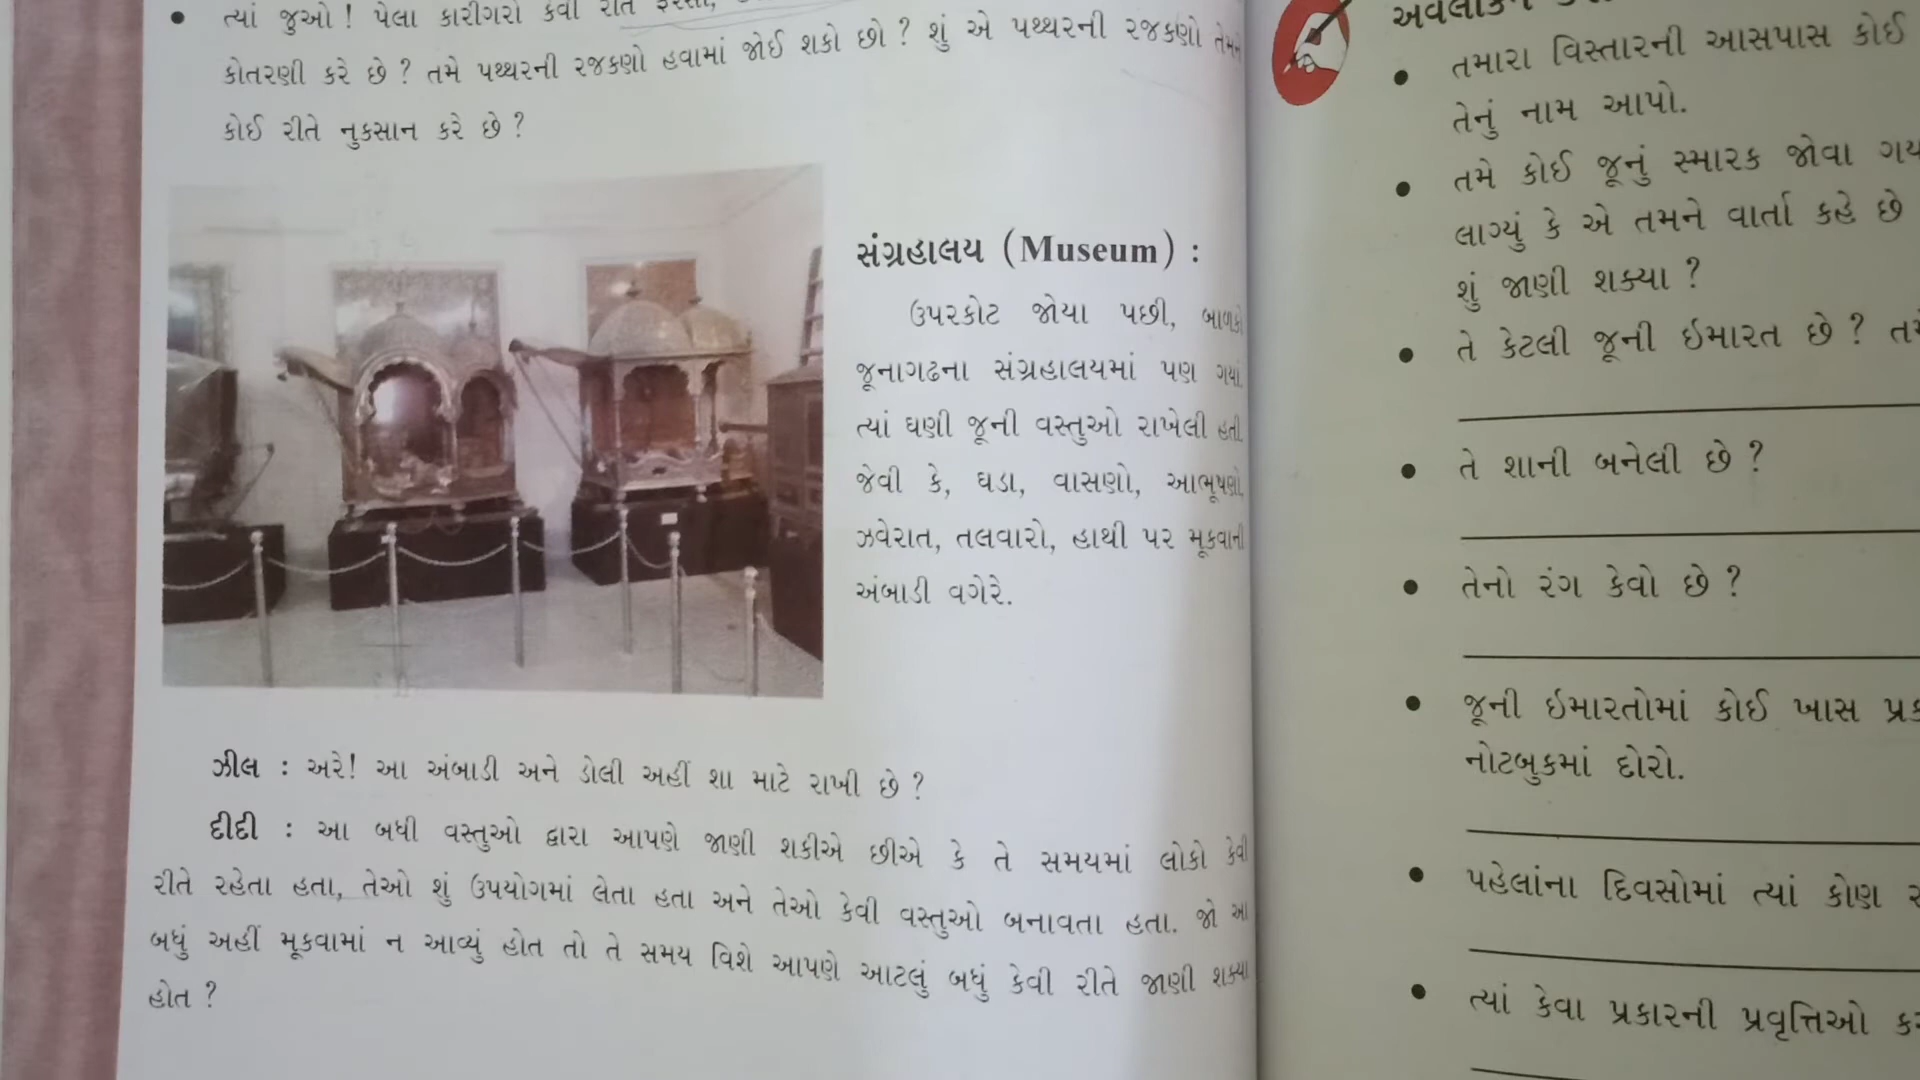 ત્યાં જુઓ ! પેલા કારીગરો કેવી રીતે
કોતરણી કરે છે ? તમે પથ્થરની રજકણો હવામાં જોઈ શકો છો ? શું એ પથ્થરની રજકણો તેમને
કોઈ રીતે નુકસાન કરે છે ?
સંગ્રહાલય (Museum) :
ઉપરકોટ જોયા પછી, બાળકો
જૂનાગઢના સંગ્રહાલયમાં પણ ગયાં.
ત્યાં ઘણી જૂની વસ્તુઓ રાખેલી હતી
જેવી કે, ઘડા, વાસણો, આભૂષણો,
ઝવેરાત, તલવારો, હાથી પર મૂકવાની
અંબાડી વગેરે.
ઝીલ : અરે! આ અંબાડી અને ડોલી અહીં શા માટે રાખી છે ?
દીદી : આ બધી વસ્તુઓ દ્વારા આપણે જાણી શકીએ છીએ કે તે સમયમાં લોકો કેવી
રીતે રહેતા હતા, તેઓ શું ઉપયોગમાં લેતા હતા અને તેઓ કેવી વસ્તુઓ બનાવતા હતા. જો આ
બધું અહીં મૂકવામાં ન આવ્યું હોત તો તે સમય વિશે આપણે આટલું બધું કેવી રીતે જાણી શક્યા
હોત ?
તમારા વિસ્તારની આસપાસ કોઈ
તેનું નામ આપો.
તમે કોઈ જૂનું સ્મારક જોવા
લાગ્યું કે એ તમને વાર્તા કહે છે
શું જાણી શક્યા ?
તે કેટલી જૂની ઇમારત છે ?
તે શાની બનેલી છે ?
તેનો રંગ કેવો છે ?
જૂની ઇમારતોમાં કોઈ ખાસ
નોટબુકમાં દોરો.
પહેલાંના દિવસોમાં ત્યાં કોણ
ત્યાં કેવા પ્રકારની પ્રવૃત્તિઓ